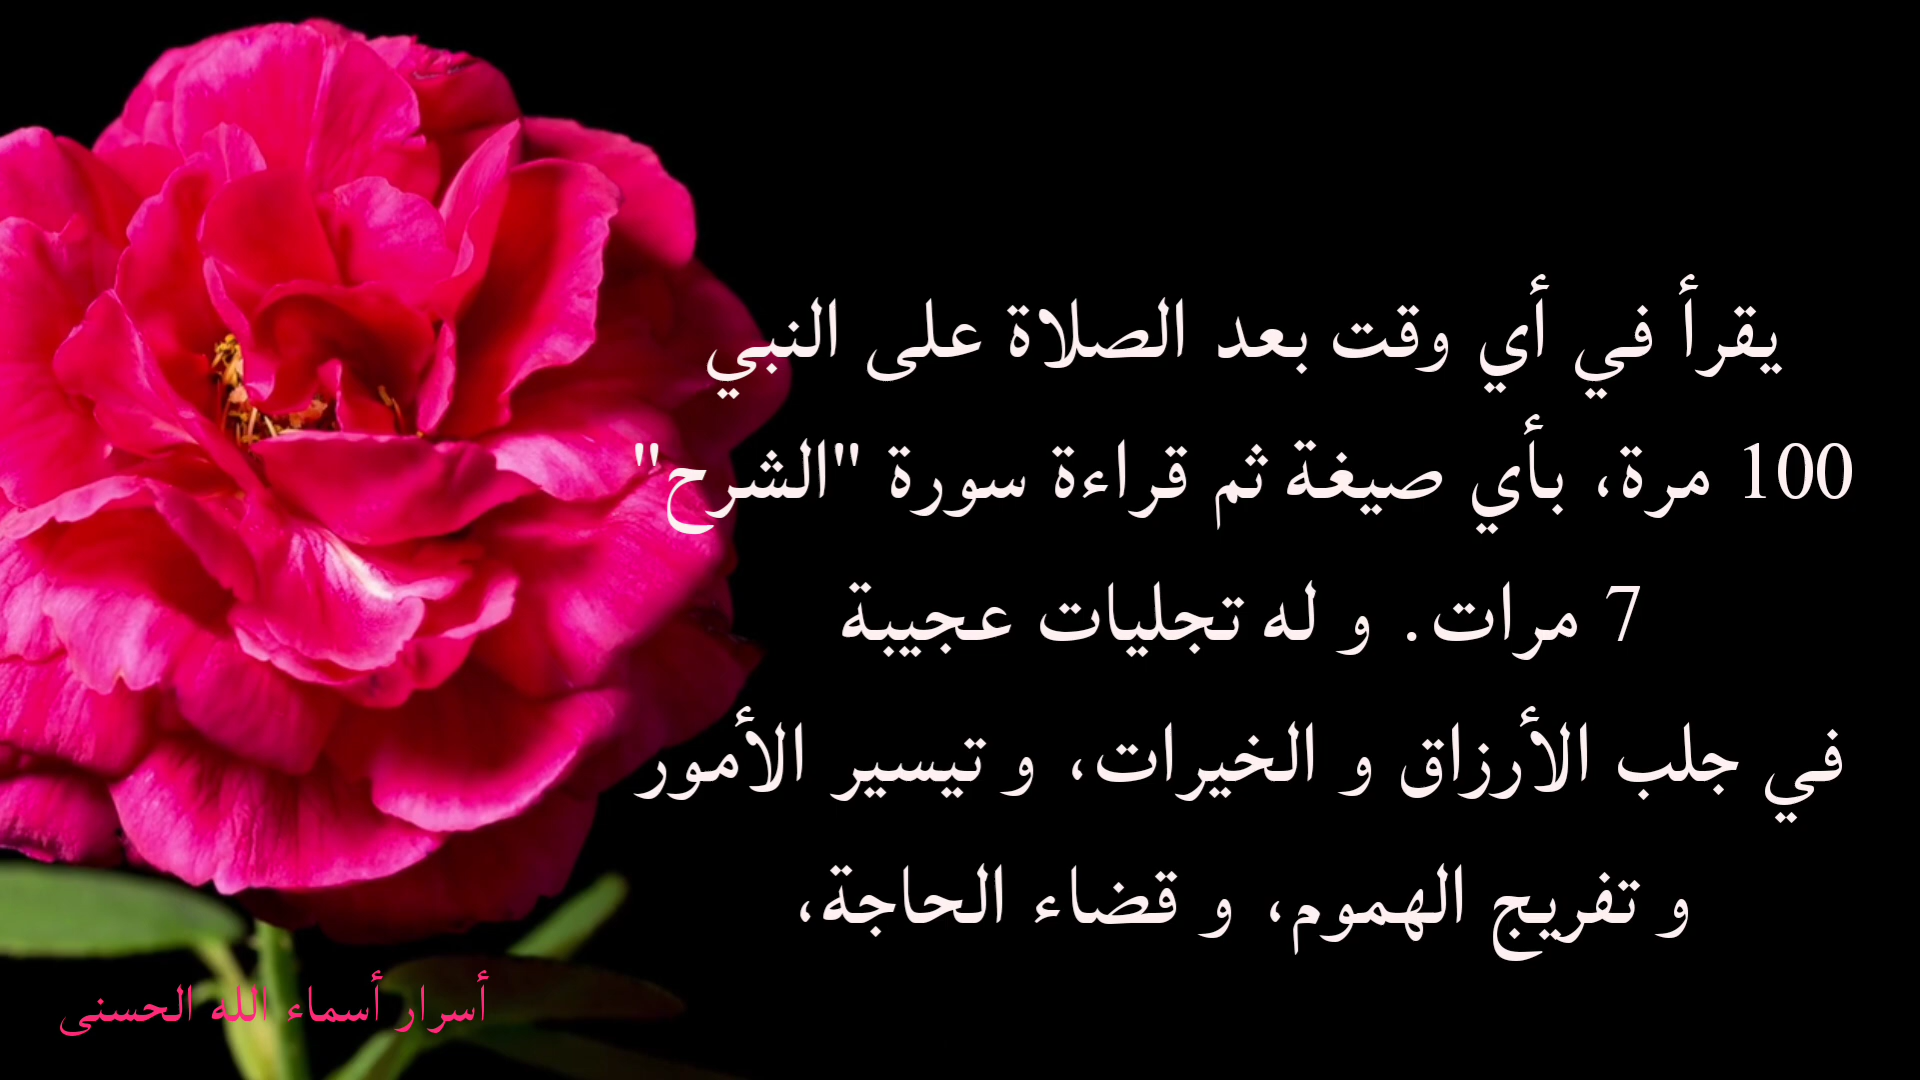 يقرأ في أي وقت بعد الصلاة على النبي
100 مرة، بأي صيغة ثم قراءة سورة "الشرح"
7 مرات. و له تجليات عجيبة
في جلب الأرزاق و الخيرات، و تيسير الأمور
و تفريج الهموم، و قضاء الحاجة،
أسرار أسماء الله الحسنى